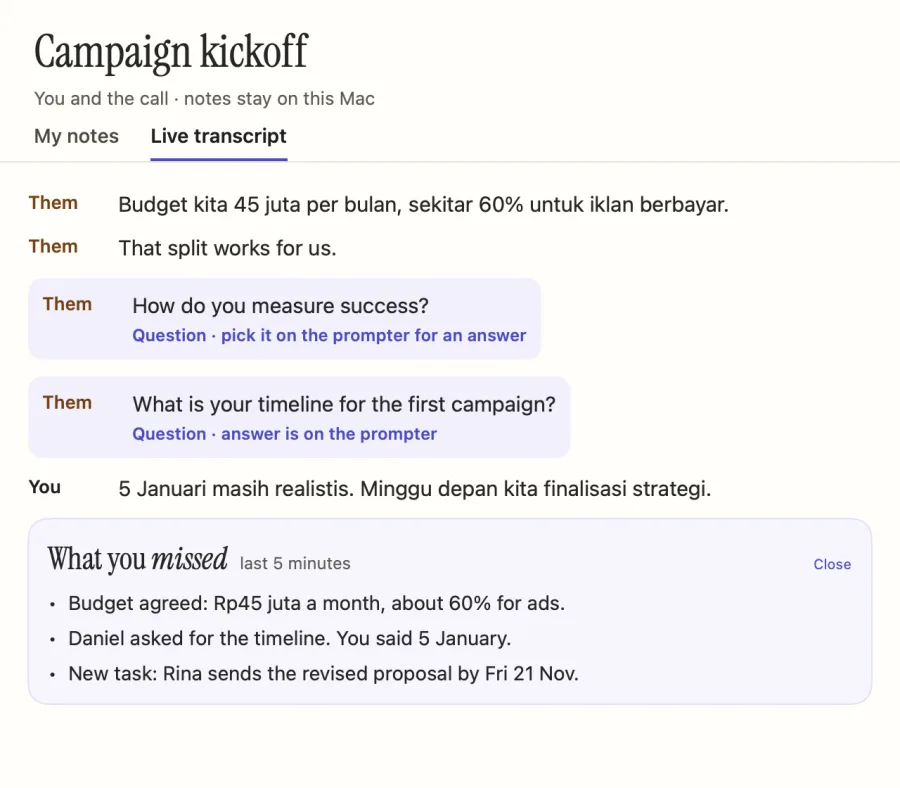 Campaign kickoff
You and the call · notes stay on this Mac
My notes Live transcript
Them Budget kita 45 juta per bulan, sekitar 60% untuk iklan berbayar.
Them That split works for us.
Them How do you measure success?
Question · pick it on the prompter for an answer
Them What is your timeline for the first campaign?
Question · answer is on the prompter
You 5 Januari masih realistis. Minggu depan kita finalisasi strategi.
What you missed last 5 minutes Close
• Budget agreed: Rp45 juta a month, about 60% for ads.
• Daniel asked for the timeline. You said 5 January.
• New task: Rina sends the revised proposal by Fri 21 Nov.